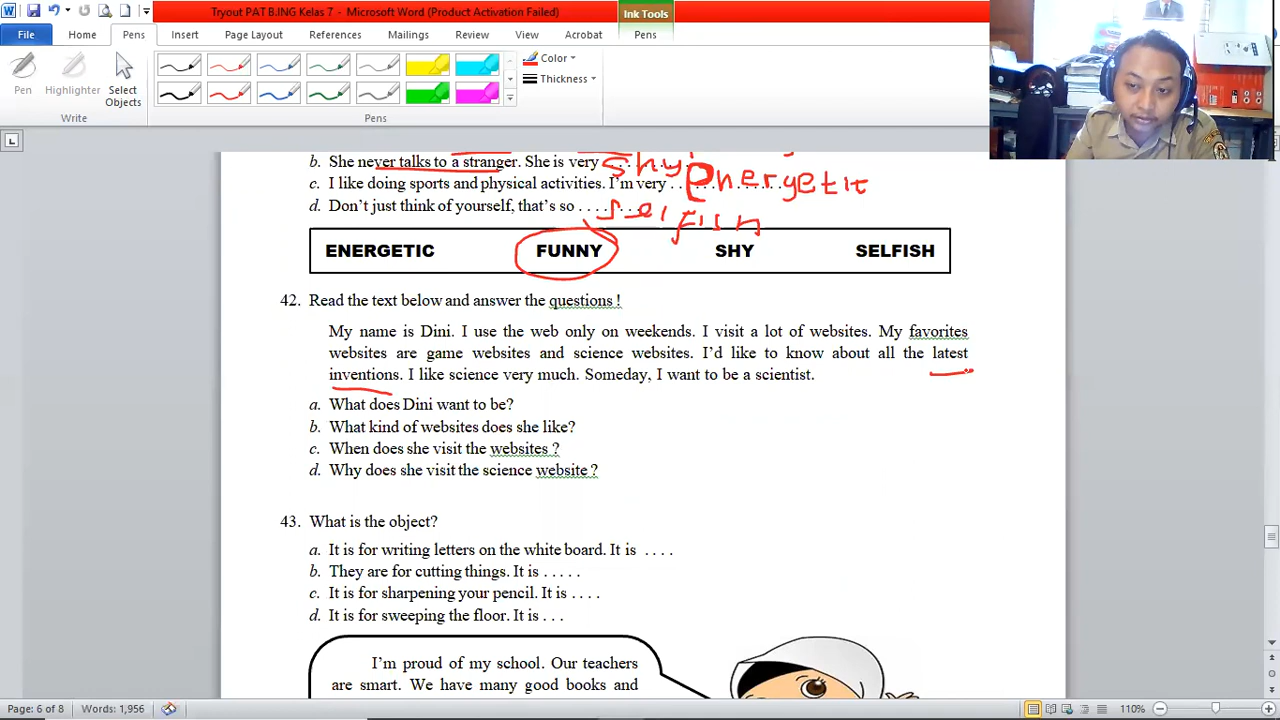 Tryout PAT B.ING Kelas 7 - Microsoft Word (Product Activation Failed)
Ink Tools
File Home Pens Insert Page Layout References Mailings Review View Acrobat Pens
Pen Highlighter Select Objects
Color
Thickness
Write
Pens
b. She never talks to a stranger. She is very shy
c. I like doing sports and physical activities. I'm very . . energetic
d. Don't just think of yourself, that's so . . . . selfish
ENERGETIC FUNNY SHY SELFISH
42. Read the text below and answer the questions !
My name is Dini. I use the web only on weekends. I visit a lot of websites. My favorites
websites are game websites and science websites. I'd like to know about all the latest
inventions. I like science very much. Someday, I want to be a scientist.
a. What does Dini want to be?
b. What kind of websites does she like?
c. When does she visit the websites ?
d. Why does she visit the science website ?
43. What is the object?
a. It is for writing letters on the white board. It is . . . .
b. They are for cutting things. It is . . . . .
c. It is for sharpening your pencil. It is . . . .
d. It is for sweeping the floor. It is . . .
I'm proud of my school. Our teachers
are smart. We have many good books and
Page: 6 of 8 Words: 1,956 110%